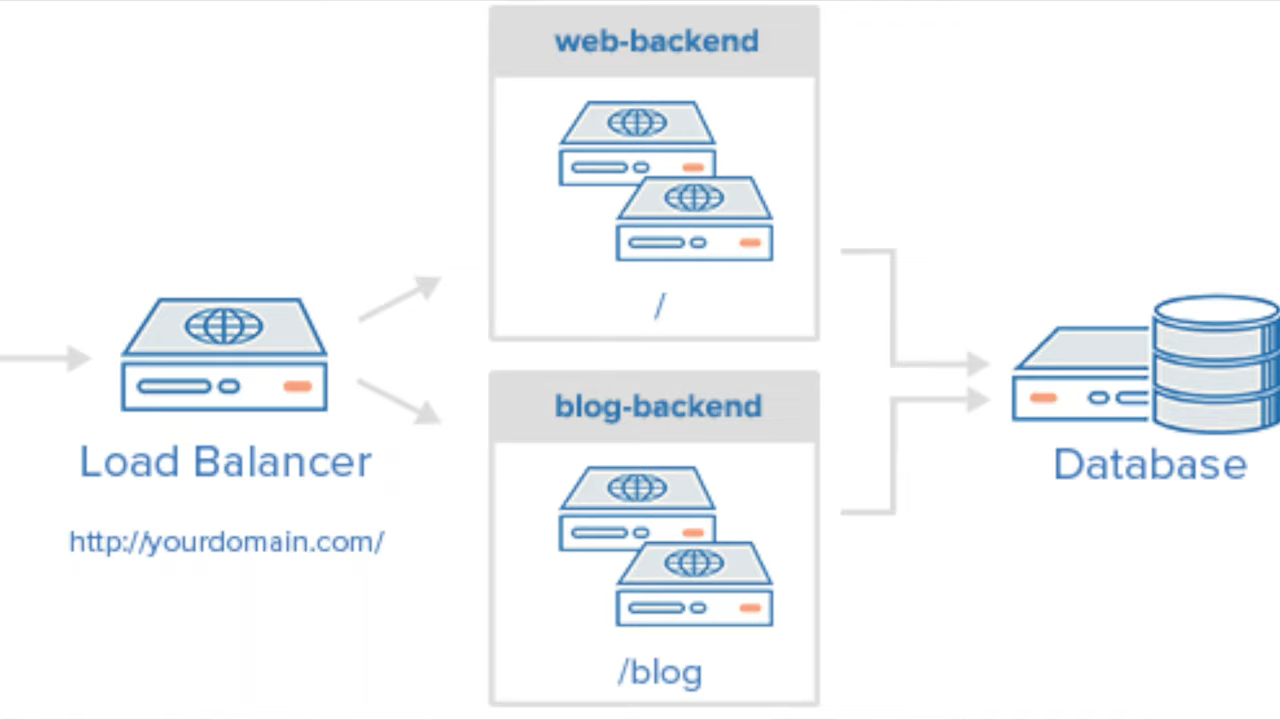 web-backend
/
Load Balancer
http://yourdomain.com/
blog-backend
/blog
Database